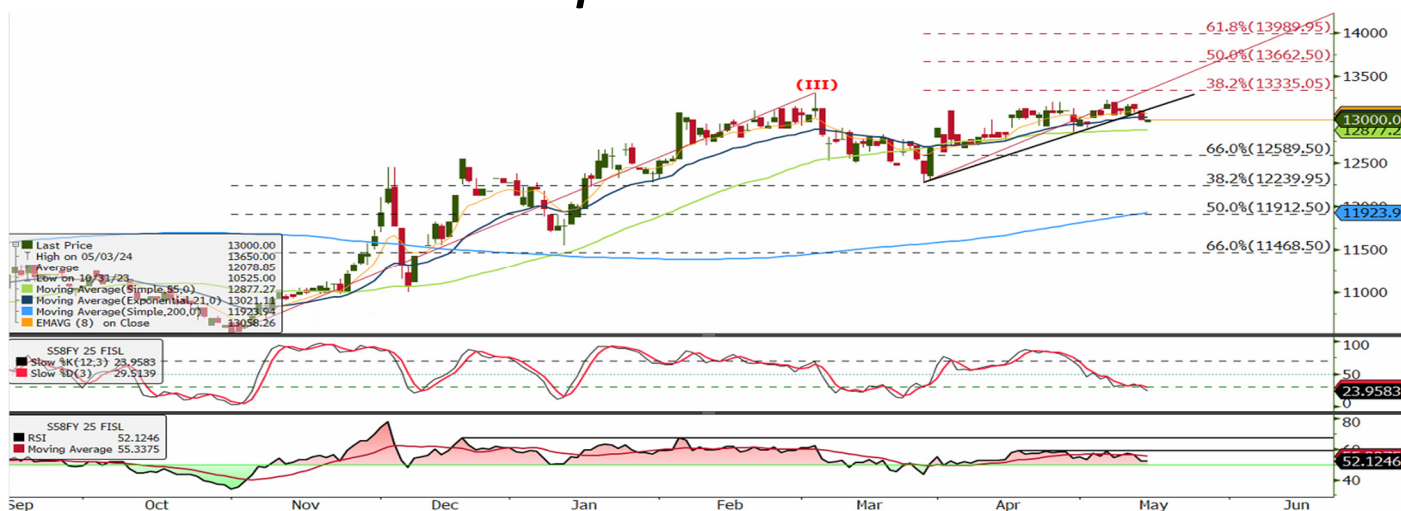 61.8%(13989.95)
14000
50.0%(13662.50)
13500
(III)
38.2%(13335.05)
13000.0
12877.2
66.0%(12589.50)
12500
38.2%(12239.95)
50.0%(11912.50)
11923.9
66.0%(11468.50)
11500
11000
Last Price 13000.00
High on 05/03/24 13650.00
Average 12078.85
Low on 10/31/23 10525.00
Moving Average(Simple,55,0) 12877.27
Moving Average(Exponential,21,0) 13021.11
Moving Average(Simple,200,0) 11923.94
EMAVG (8) on Close 13058.26
SS8FY 25 FISL
Slow %K(12,3) 23.9583
Slow %D(3) 29.5139
100
50
23.9583
0
SS8FY 25 FISL
RSI 52.1246
Moving Average 55.3375
80
52.1246
40
Sep Oct Nov Dec Jan Feb Mar Apr May Jun